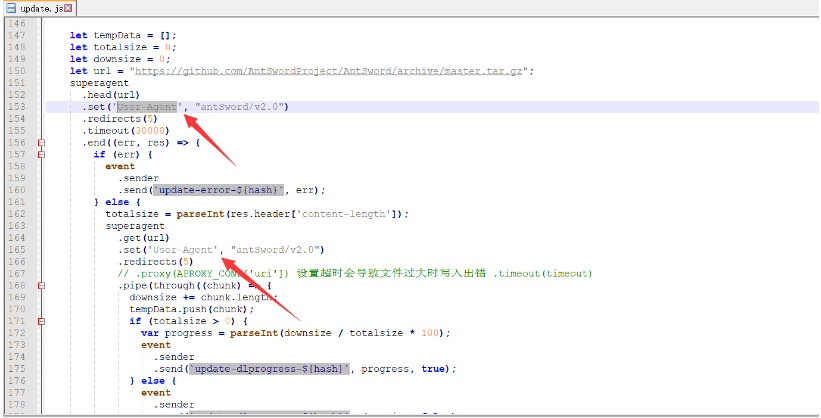 update.js
146
147 let tempData = [];
148 let totalsize = 0;
149 let downsize = 0;
150 let url = "https://github.com/AntSwordProject/AntSword/archive/master.tar.gz";
151 superagent
152 .head(url)
153 .set('User-Agent', "antSword/v2.0")
154 .redirects(5)
155 .timeout(30000)
156 .end((err, res) => {
157 if (err) {
158 event
159 .sender
160 .send(`update-error-${hash}`, err);
161 } else {
162 totalsize = parseInt(res.header['content-length']);
163 superagent
164 .get(url)
165 .set('User-Agent', "antSword/v2.0")
166 .redirects(5)
167 // .proxy(APROXY_CONF['uri']) 设置超时会导致文件过大时写入出错 .timeout(timeout)
168 .pipe(through((chunk) => {
169 downsize += chunk.length;
170 tempData.push(chunk);
171 if (totalsize > 0) {
172 var progress = parseInt(downsize / totalsize * 100);
173 event
174 .sender
175 .send(`update-dlprogress-${hash}`, progress, true);
176 } else {
177 event
178 .sender